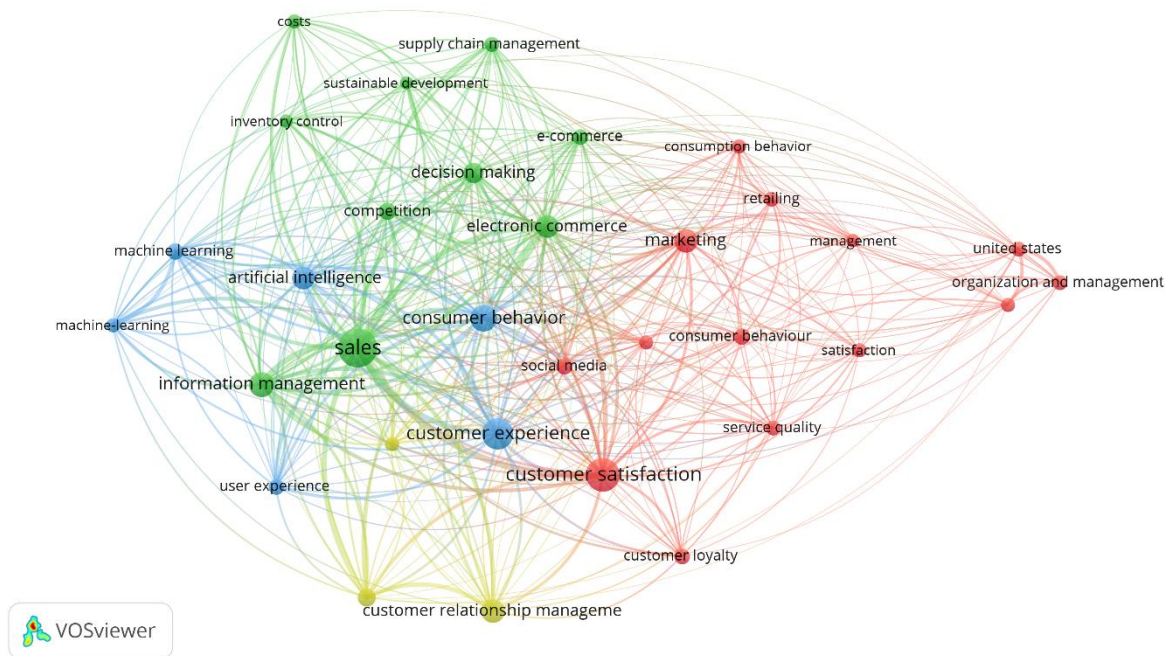 costs
supply chain management
sustainable development
inventory control
e-commerce
consumption behavior
decision making
retailing
competition
electronic commerce
marketing
management
machine learning
united states
artificial intelligence
organization and management
consumer behavior
machine-learning
sales
consumer behaviour
satisfaction
social media
information management
service quality
customer experience
customer satisfaction
user experience
customer loyalty
customer relationship manageme
VOSviewer